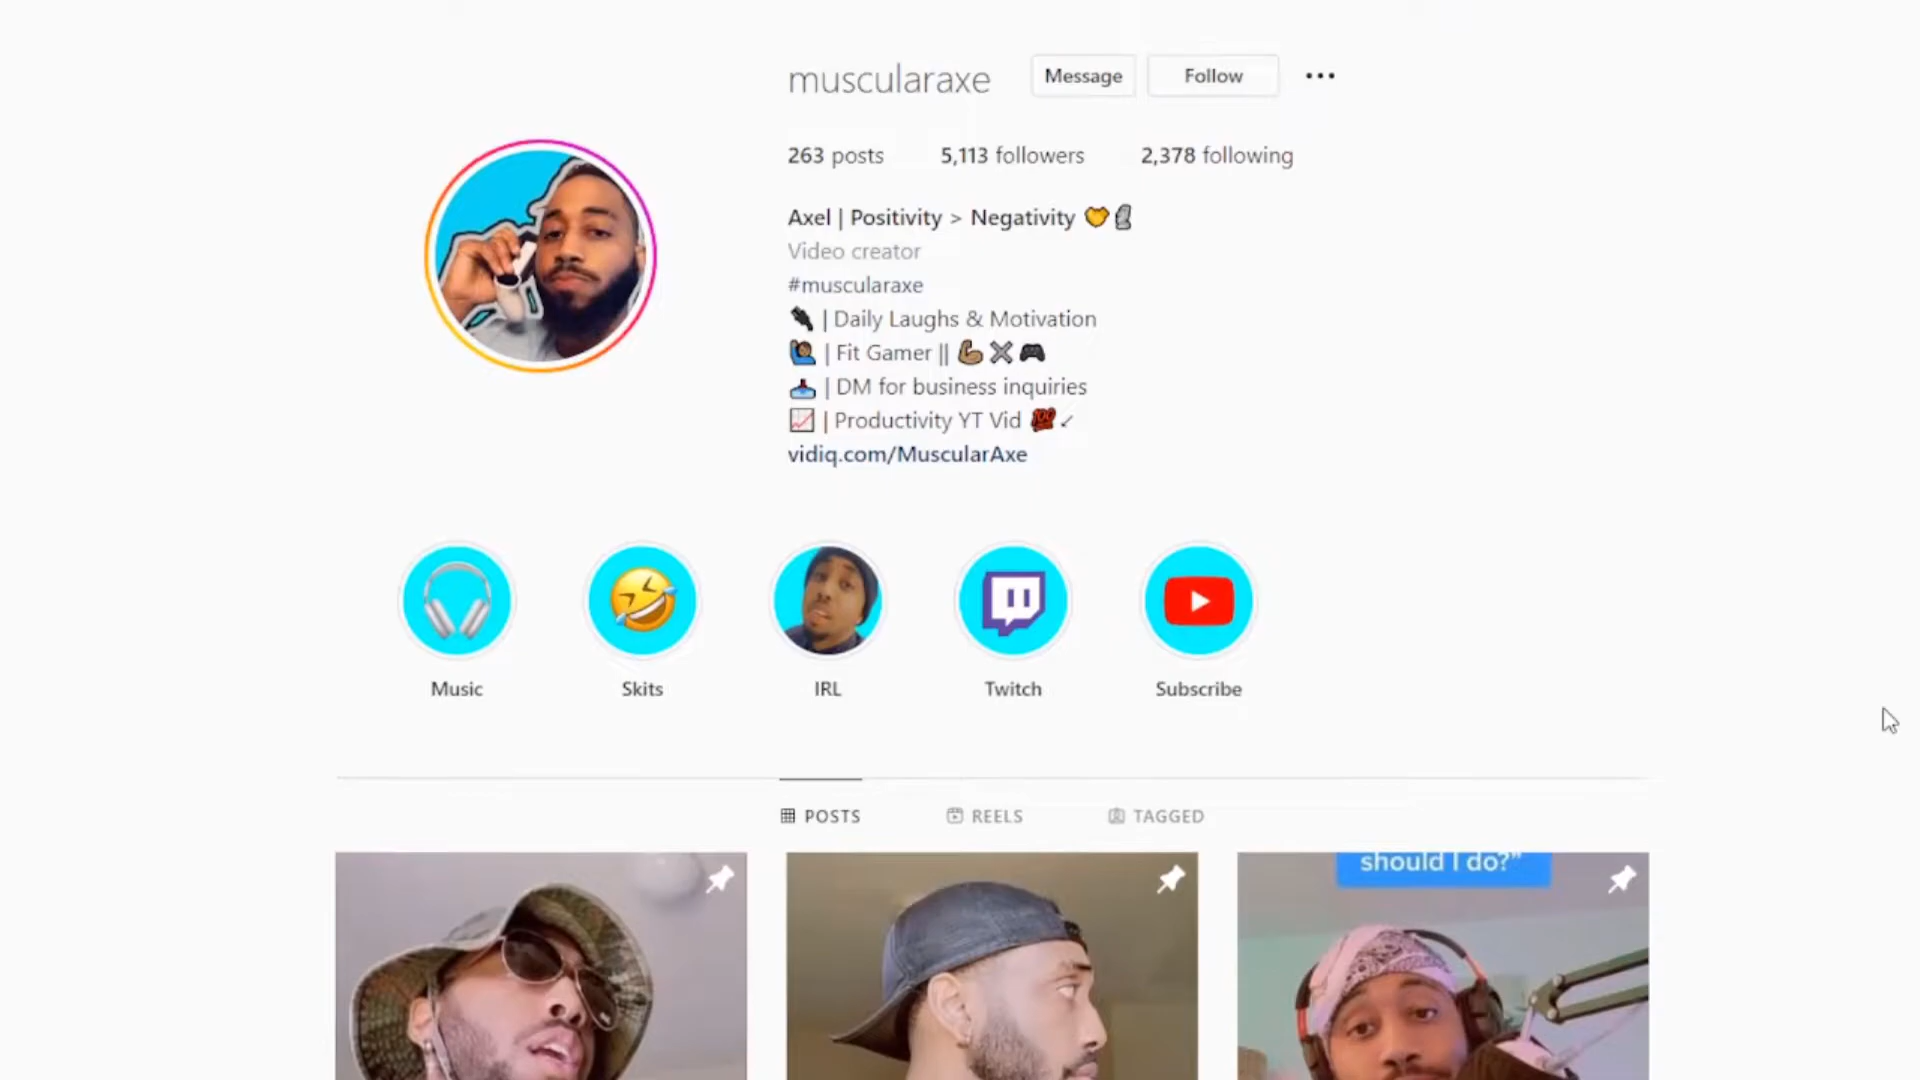 muscularaxe Message Follow
263 posts 5,113 followers 2,378 following
Axel | Positivity > Negativity
Video creator
#muscularaxe
| Daily Laughs & Motivation
| Fit Gamer ||
| DM for business inquiries
| Productivity YT Vid 💯
vidiq.com/MuscularAxe
Music Skits IRL Twitch Subscribe
POSTS REELS TAGGED
should I do?"